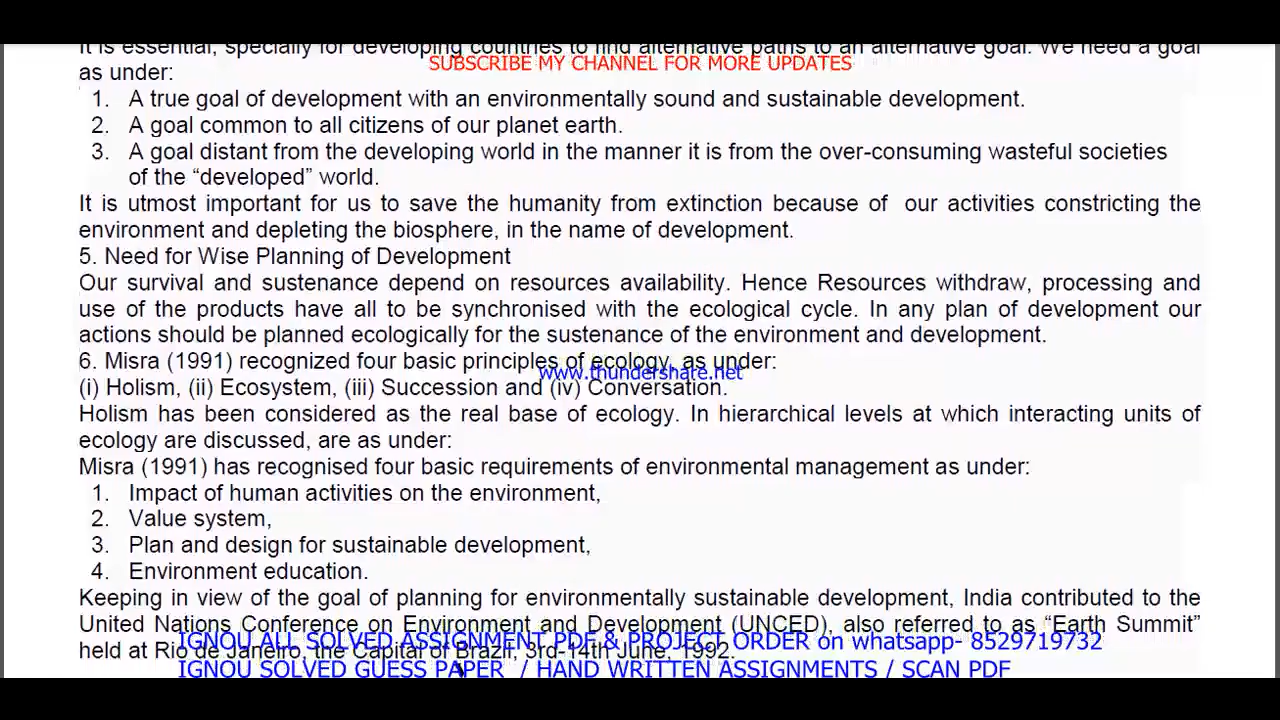 It is essential, specially for developing countries to find alternative paths to an alternative goal. We need a goal
SUBSCRIBE MY CHANNEL FOR MORE UPDATES
as under:
1. A true goal of development with an environmentally sound and sustainable development.
2. A goal common to all citizens of our planet earth.
3. A goal distant from the developing world in the manner it is from the over-consuming wasteful societies
of the “developed” world.
It is utmost important for us to save the humanity from extinction because of our activities constricting the
environment and depleting the biosphere, in the name of development.
5. Need for Wise Planning of Development
Our survival and sustenance depend on resources availability. Hence Resources withdraw, processing and
use of the products have all to be synchronised with the ecological cycle. In any plan of development our
actions should be planned ecologically for the sustenance of the environment and development.
6. Misra (1991) recognized four basic principles of ecology, as under:
www.thundershare.net
(i) Holism, (ii) Ecosystem, (iii) Succession and (iv) Conversation.
Holism has been considered as the real base of ecology. In hierarchical levels at which interacting units of
ecology are discussed, are as under:
Misra (1991) has recognised four basic requirements of environmental management as under:
1. Impact of human activities on the environment,
2. Value system,
3. Plan and design for sustainable development,
4. Environment education.
Keeping in view of the goal of planning for environmentally sustainable development, India contributed to the
United Nations Conference on Environment and Development (UNCED), also referred to as “Earth Summit”
IGNOU ALL SOLVED ASSIGNMENT PDF & PROJECT ORDER on whatsapp- 8529719732
held at Rio de Janeiro, the Capital of Brazil, 3rd-14th June, 1992.
IGNOU SOLVED GUESS PAPER / HAND WRITTEN ASSIGNMENTS / SCAN PDF